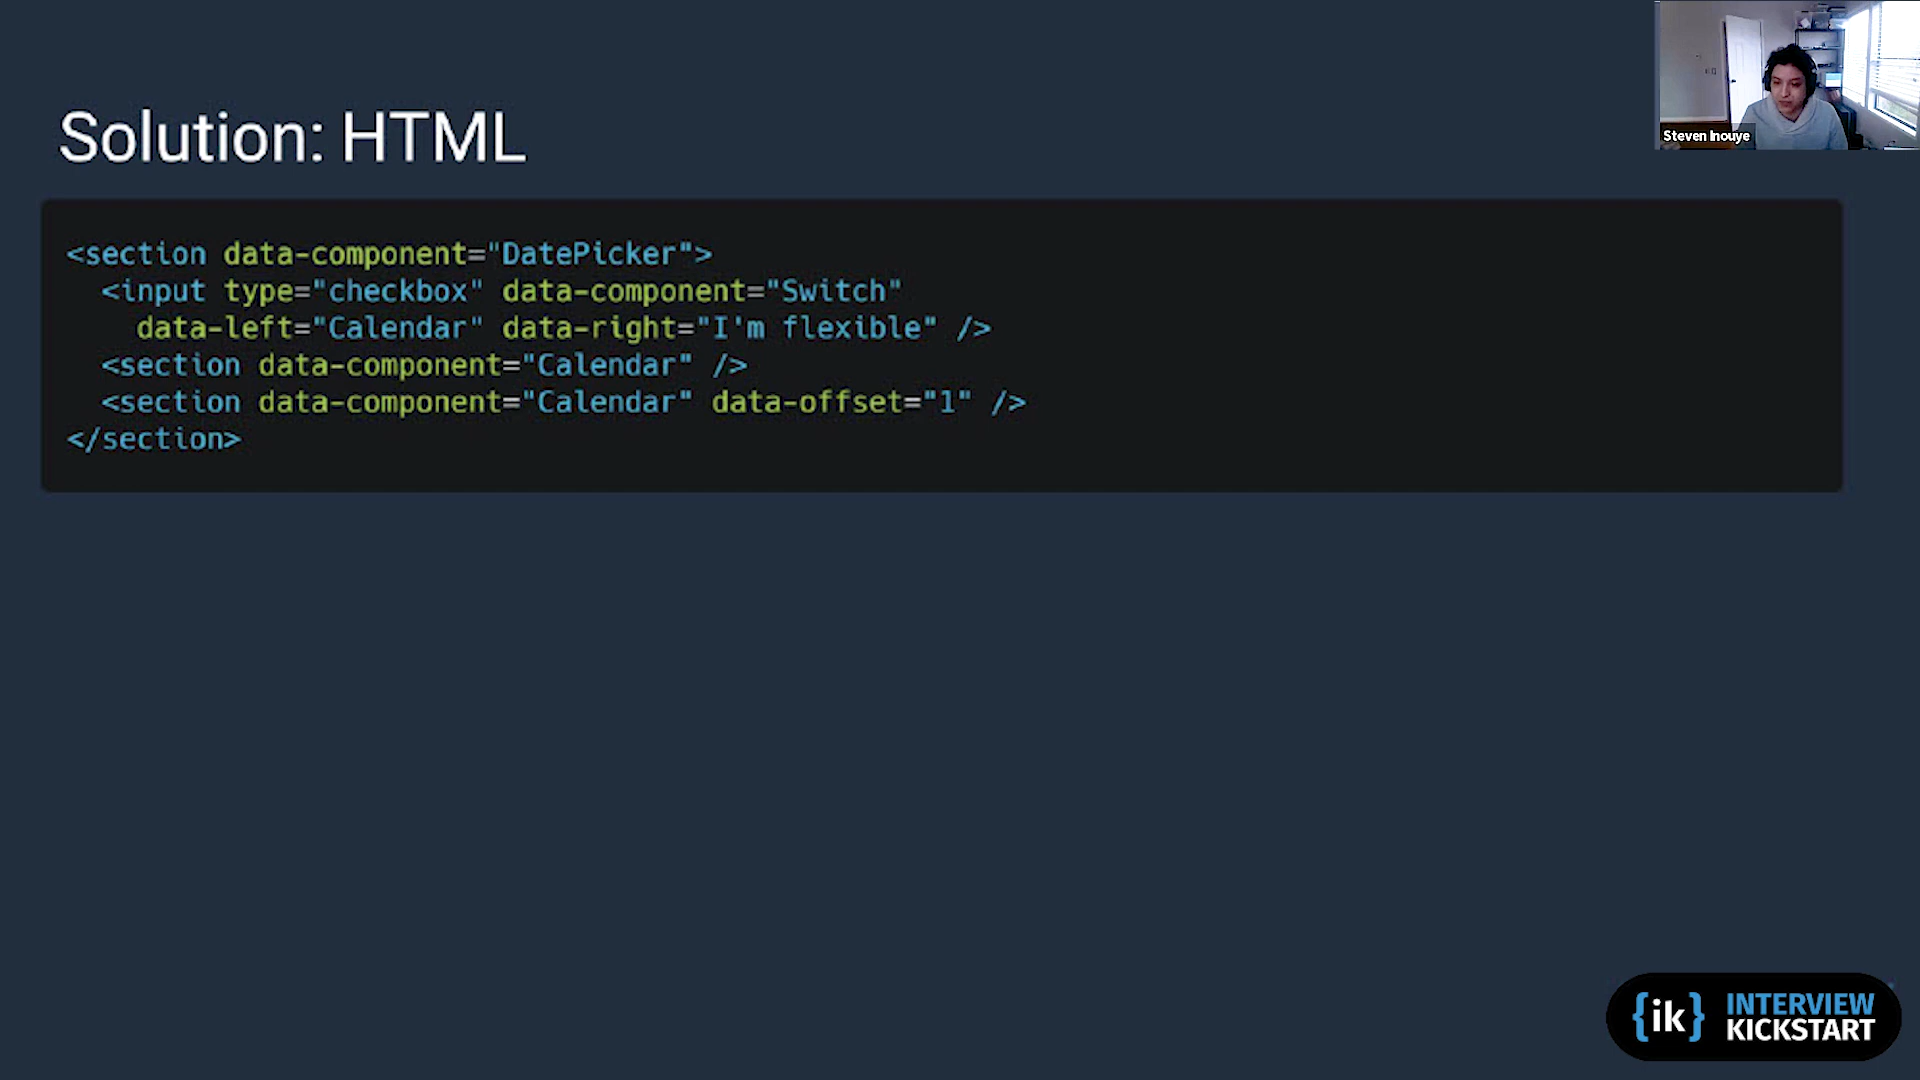 Solution: HTML
<section data-component="DatePicker">
<input type="checkbox" data-component="Switch"
data-left="Calendar" data-right="I'm flexible" />
<section data-component="Calendar" />
<section data-component="Calendar" data-offset="1" />
</section>
Steven Inouye
{ik} INTERVIEW
KICKSTART